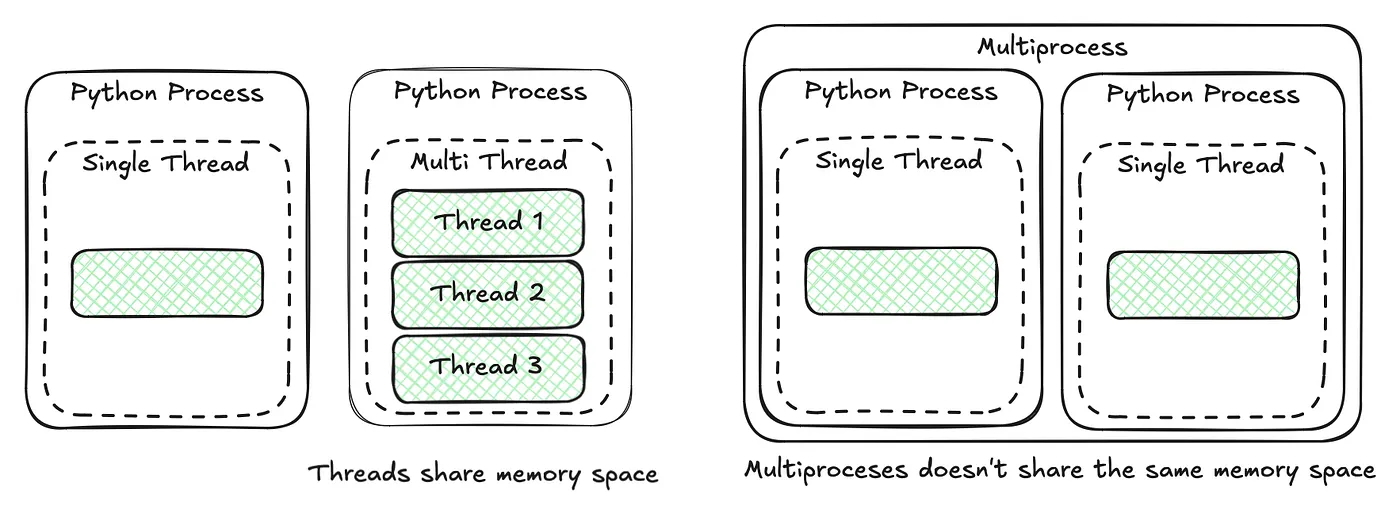 Python Process
Single Thread
Python Process
Multi Thread
Thread 1
Thread 2
Thread 3
Threads share memory space
Multiprocess
Python Process
Single Thread
Python Process
Single Thread
Multiproceses doesn't share the same memory space